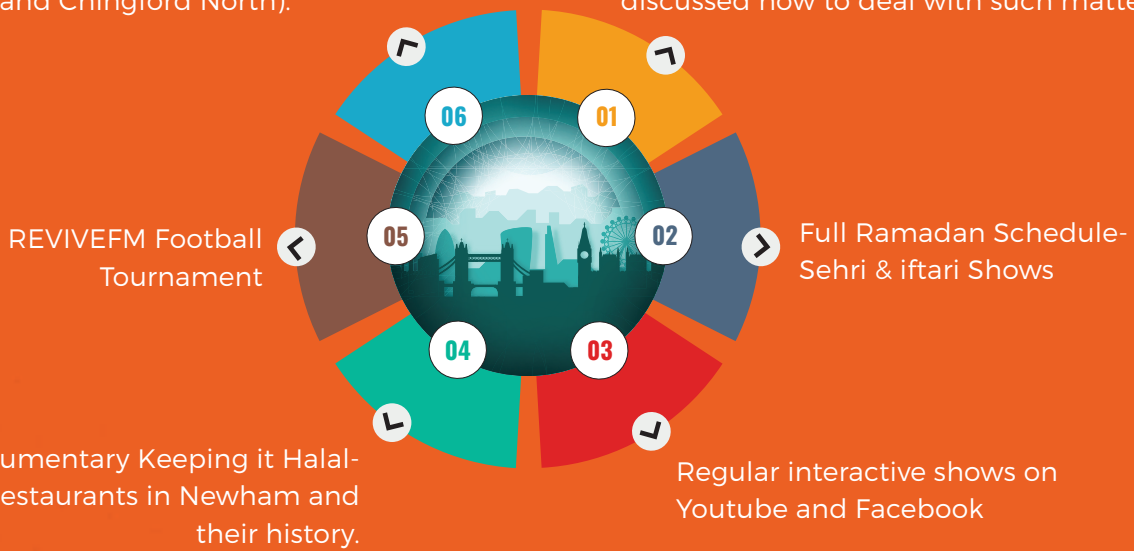 and Chingford North).
discussed how to deal with such matte
06
01
REVIVEFM Football
Tournament
05
02
Full Ramadan Schedule-
Sehri & iftari Shows
04
03
umentary Keeping it Halal-
estaurants in Newham and
their history.
Regular interactive shows on
Youtube and Facebook